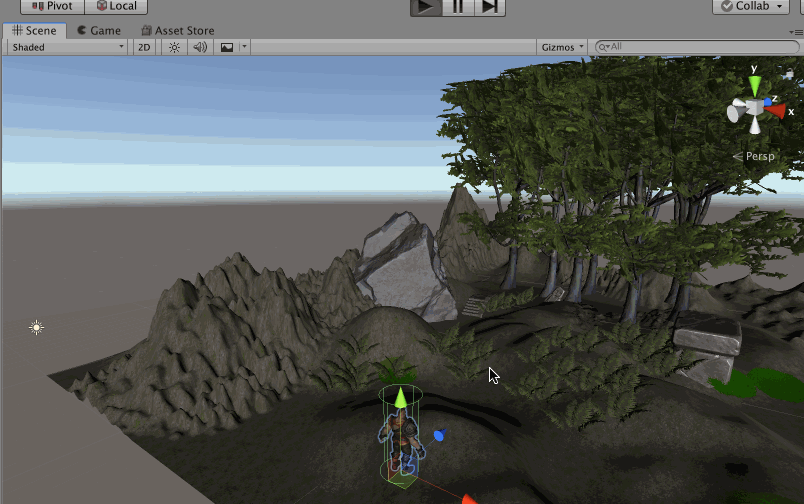 Pivot Local Collab
Scene Game Asset Store
Shaded 2D Gizmos All
y
z
x
Persp